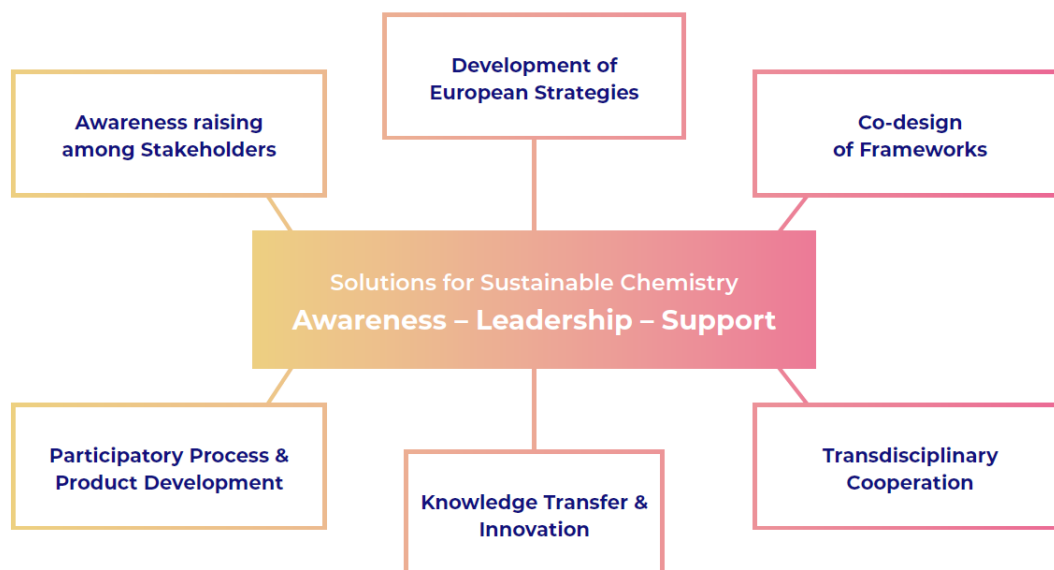 Development of
European Strategies
Awareness raising
among Stakeholders
Co-design
of Frameworks
Solutions for Sustainable Chemistry
Awareness – Leadership – Support
Participatory Process &
Product Development
Knowledge Transfer &
Innovation
Transdisciplinary
Cooperation